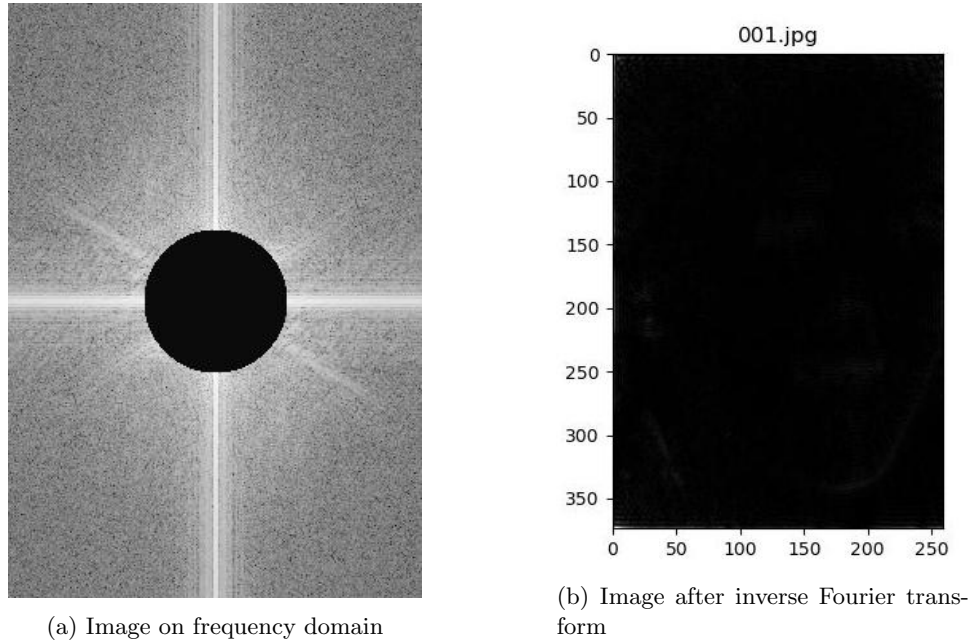 001.jpg
0
50
100
150
200
250
300
350
0 50 100 150 200 250
(a) Image on frequency domain
(b) Image after inverse Fourier trans-
form